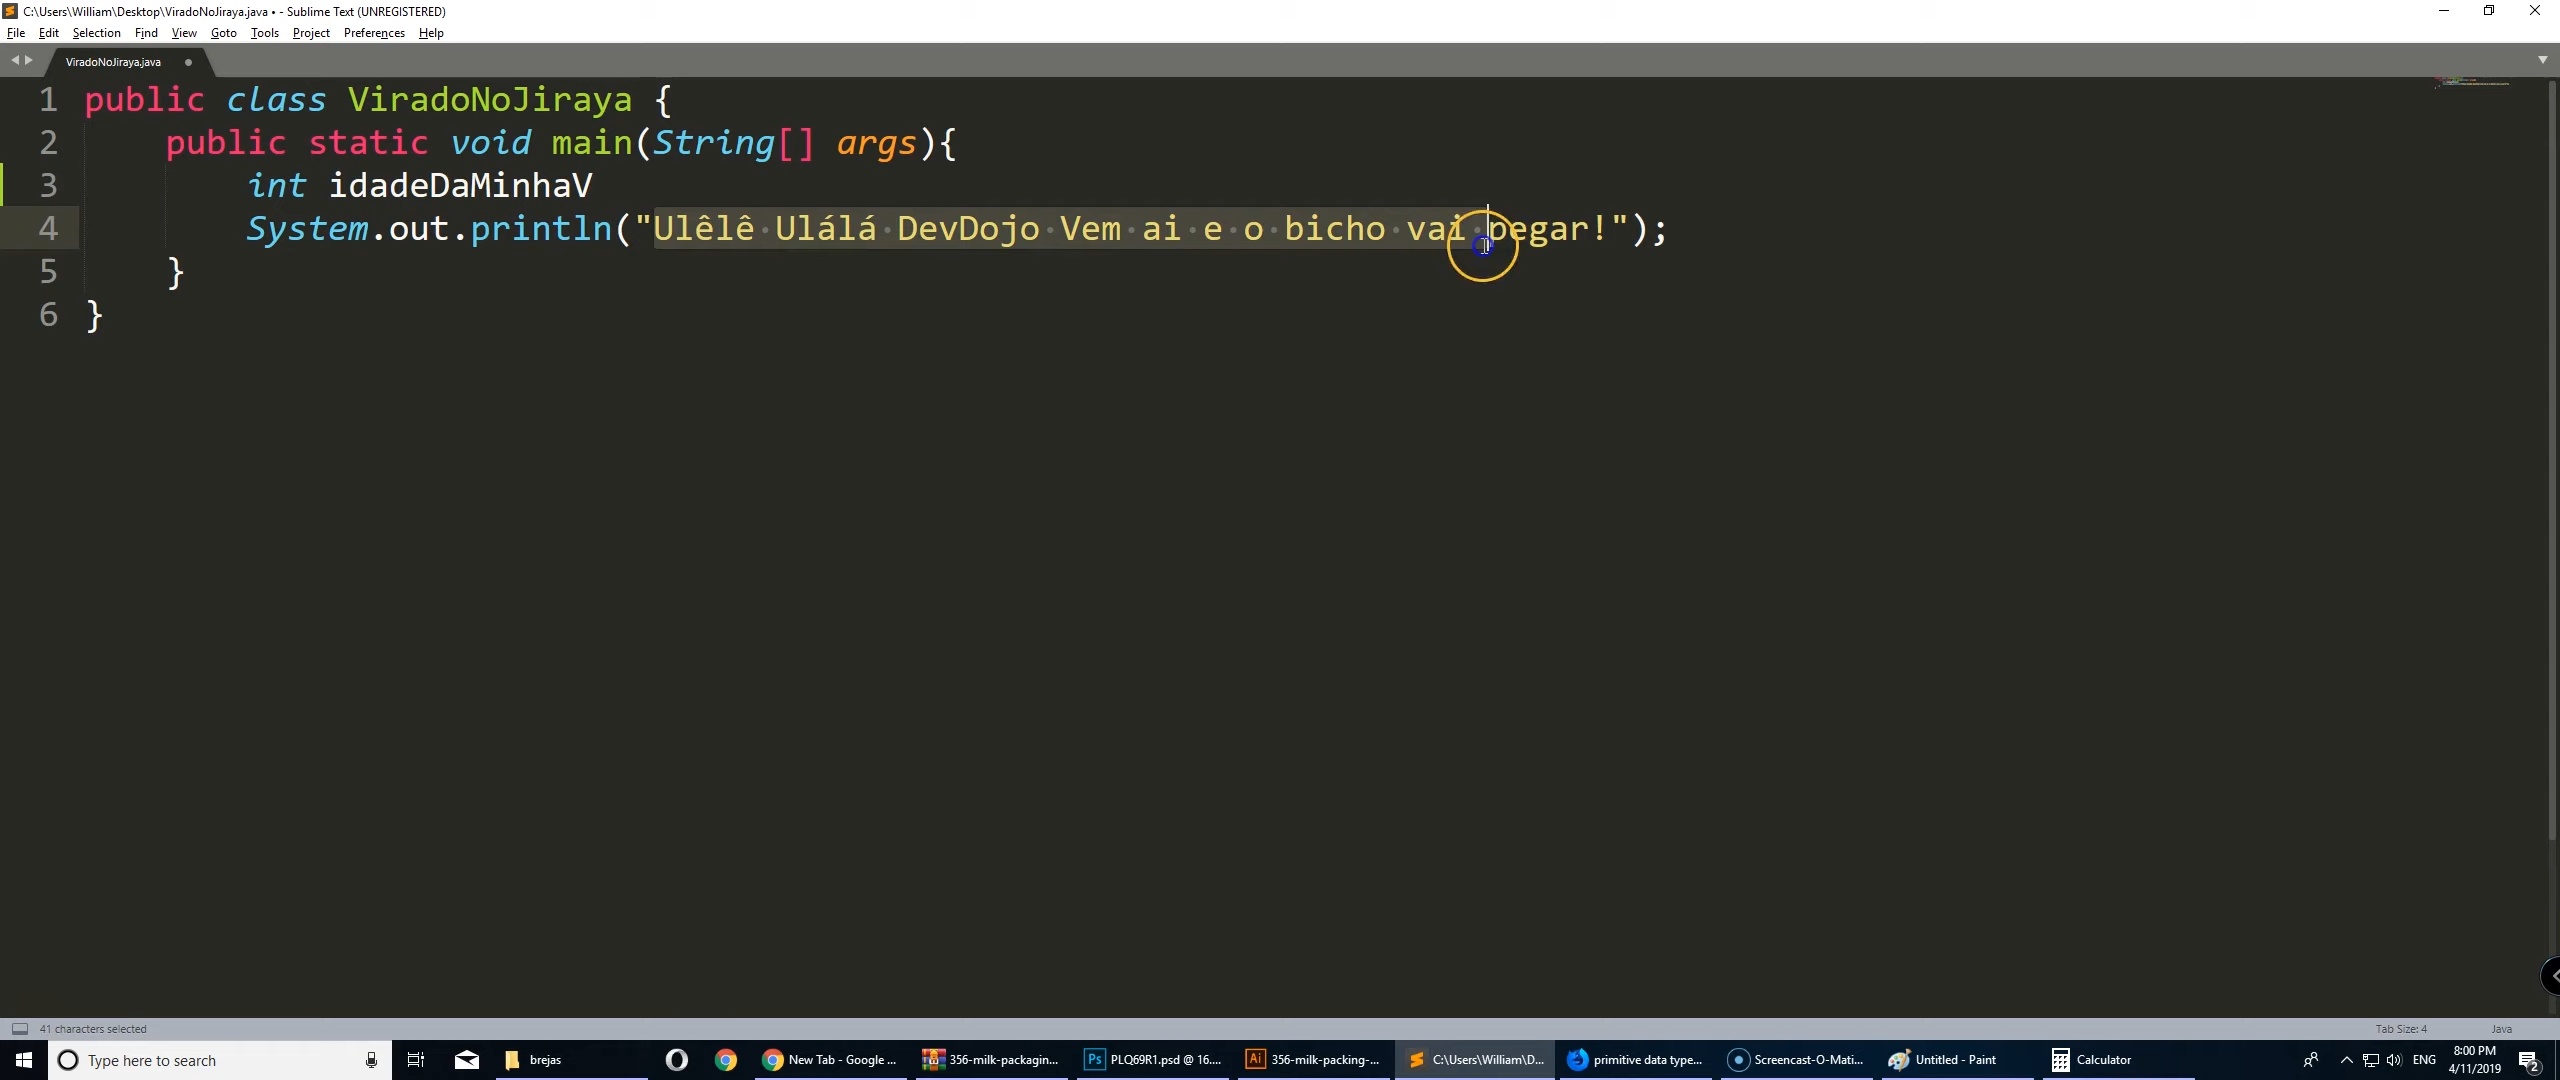 C:\Users\William\Desktop\ViradoNoJiraya.java • - Sublime Text (UNREGISTERED)
File Edit Selection Find View Goto Tools Project Preferences Help
ViradoNoJiraya.java
1 public class ViradoNoJiraya {
2 public static void main(String[] args){
3 int idadeDaMinhaV
4 System.out.println("Ulêlê Ulálá DevDojo Vem ai e o bicho vai pegar!");
5 }
6 }
41 characters selected Tab Size: 4 Java
Type here to search brejas New Tab - Google ... 356-milk-packagin... PLQ69R1.psd @ 16.... 356-milk-packing-... C:\Users\William\D... primitive data type... Screencast-O-Mati... Untitled - Paint Calculator ENG 8:00 PM
4/11/2019 2